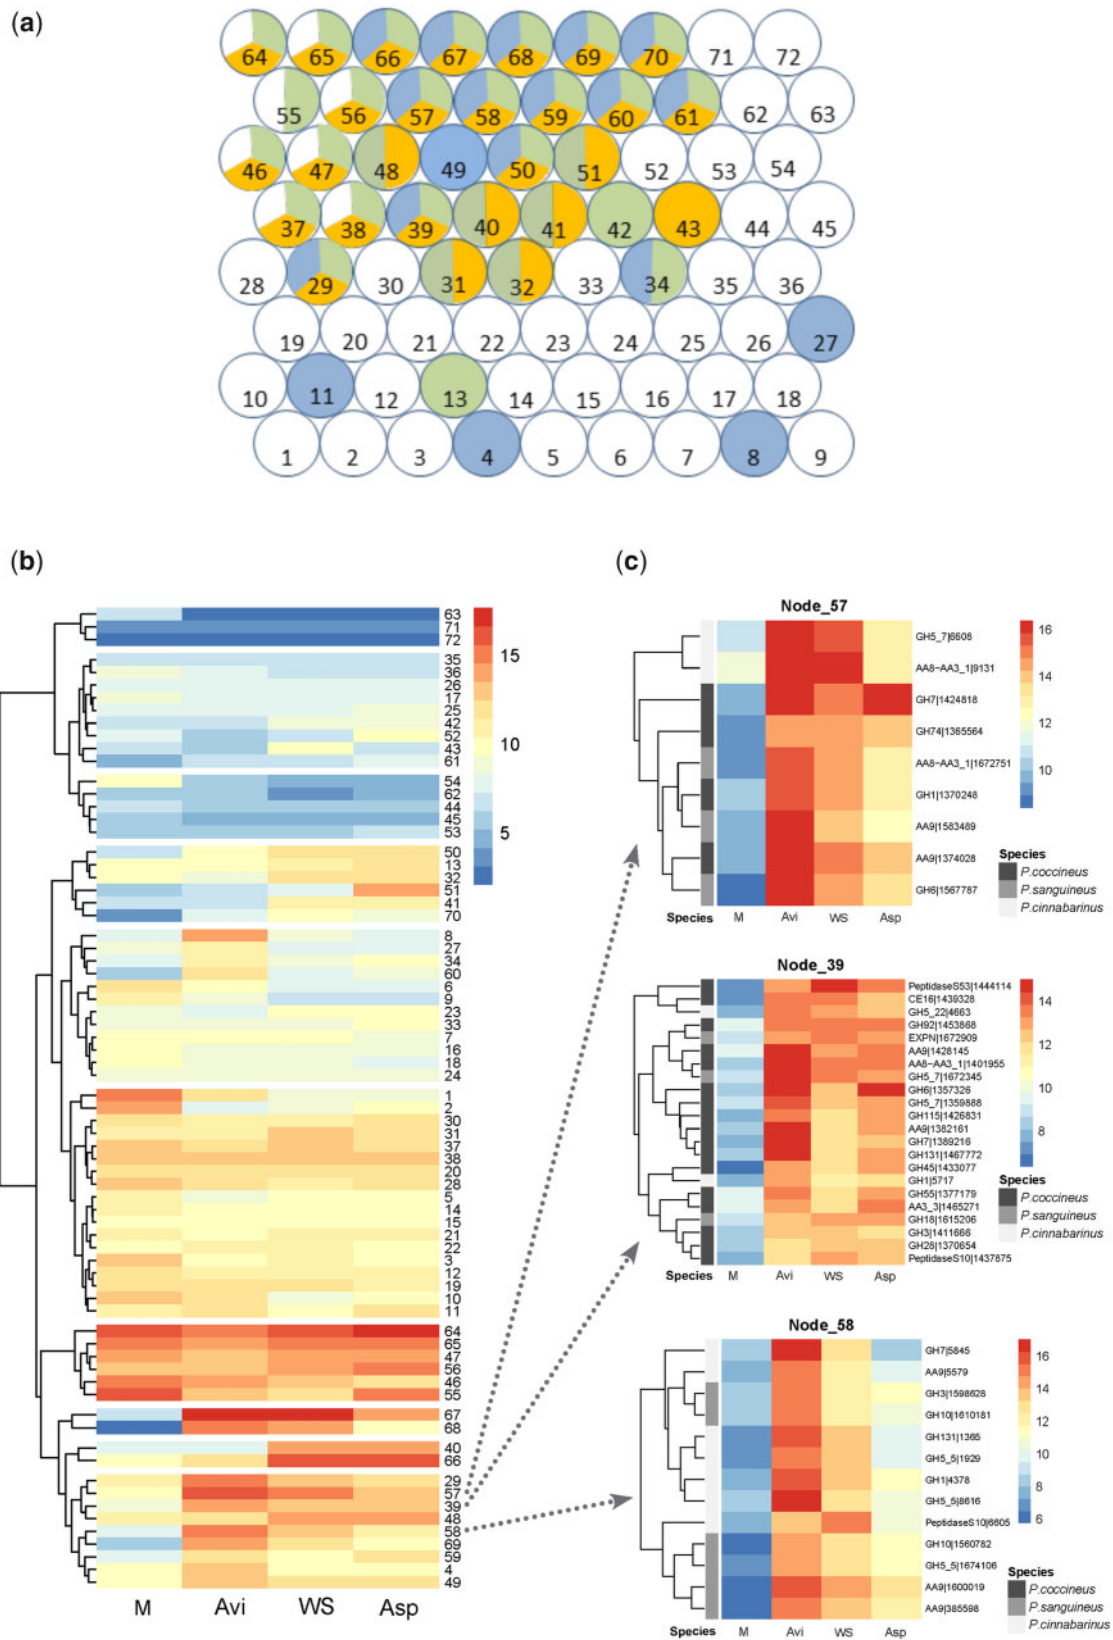 (a)
64 65 66 67 68 69 70 71 72
55 56 57 58 59 60 61 62 63
46 47 48 49 50 51 52 53 54
37 38 39 40 41 42 43 44 45
28 29 30 31 32 33 34 35 36
19 20 21 22 23 24 25 26 27
10 11 12 13 14 15 16 17 18
1 2 3 4 5 6 7 8 9
(b)
63
71
72
35
36
26
17
25
42
52
43
61
54
62
44
45
53
50
13
32
51
41
70
8
27
34
60
6
9
23
33
7
16
18
24
1
2
30
31
37
38
20
28
5
14
15
21
22
3
12
19
10
11
64
65
47
56
46
55
67
68
40
66
29
57
39
48
58
69
59
4
49
M Avi WS Asp
15
10
5
(c)
Node_57
GH5_7|6608
AA8-AA3_1|9131
GH7|1424818
GH74|1365564
AA8-AA3_1|1672751
GH1|1370248
AA9|1583489
AA9|1374028
GH6|1567787
Species M Avi WS Asp
16
14
12
10
Species
P.coccineus
P.sanguineus
P.cinnabarinus
Node_39
PeptidaseS53|1444114
CE16|1439328
GH5_22|4663
GH92|1453868
EXPN|1672909
AA9|1428145
AA8-AA3_1|1401955
GH5_7|1672345
GH6|1357326
GH5_7|1359888
GH115|1426831
AA9|1382161
GH7|1389216
GH131|1467772
GH45|1433077
GH1|5717
GH55|1377179
AA3_3|1465271
GH18|1615206
GH3|1411666
GH28|1370654
PeptidaseS10|1437875
Species M Avi WS Asp
14
12
10
8
Species
P.coccineus
P.sanguineus
P.cinnabarinus
Node_58
GH7|5845
AA9|5579
GH3|1598628
GH10|1610181
GH131|1365
GH5_5|1929
GH1|4378
GH5_5|8616
PeptidaseS10|6605
GH10|1560782
GH5_5|1674106
AA9|1600019
AA9|385598
Species M Avi WS Asp
16
14
12
10
8
6
Species
P.coccineus
P.sanguineus
P.cinnabarinus